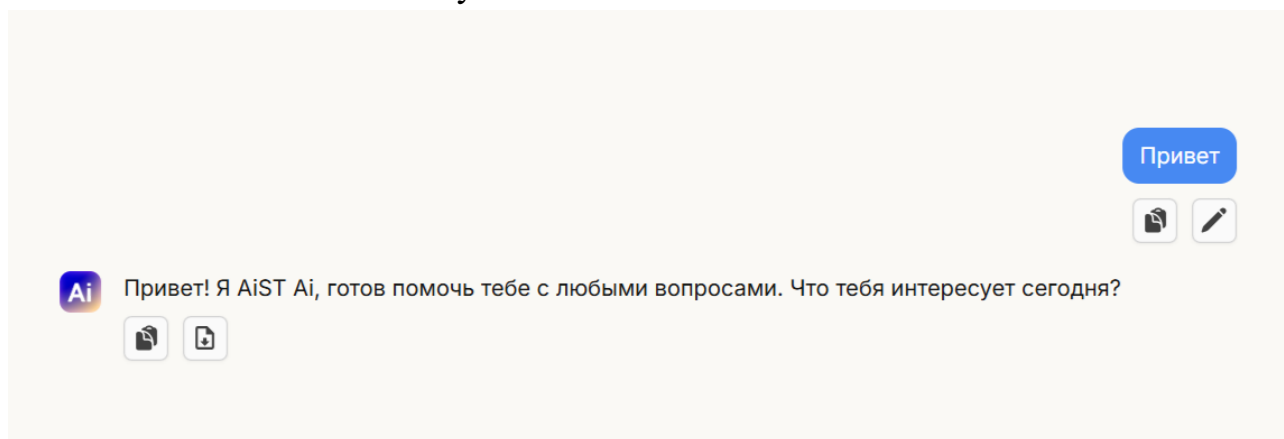 Привет
Ai Привет! Я AiST Ai, готов помочь тебе с любыми вопросами. Что тебя интересует сегодня?